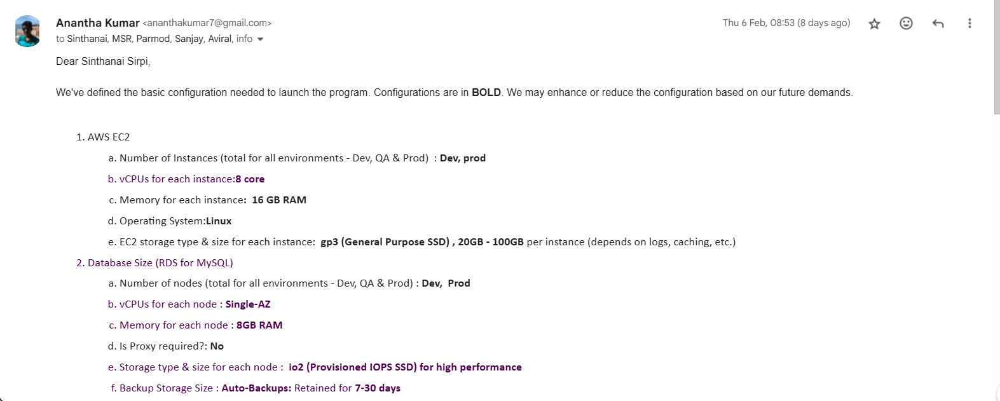 Anantha Kumar <ananthakumar7@gmail.com>
Thu 6 Feb, 08:53 (8 days ago)
to Sinthanai, MSR, Parmod, Sanjay, Aviral, info
Dear Sinthanai Sirpi,
We've defined the basic configuration needed to launch the program. Configurations are in BOLD. We may enhance or reduce the configuration based on our future demands.
1. AWS EC2
a. Number of Instances (total for all environments - Dev, QA & Prod)  : Dev, prod
b. vCPUs for each instance:8 core
c. Memory for each instance:  16 GB RAM
d. Operating System:Linux
e. EC2 storage type & size for each instance:  gp3 (General Purpose SSD) , 20GB - 100GB per instance (depends on logs, caching, etc.)
2. Database Size (RDS for MySQL)
a. Number of nodes (total for all environments - Dev, QA & Prod) : Dev,  Prod
b. vCPUs for each node : Single-AZ
c. Memory for each node : 8GB RAM
d. Is Proxy required?: No
e. Storage type & size for each node :  io2 (Provisioned IOPS SSD) for high performance
f. Backup Storage Size : Auto-Backups: Retained for 7-30 days